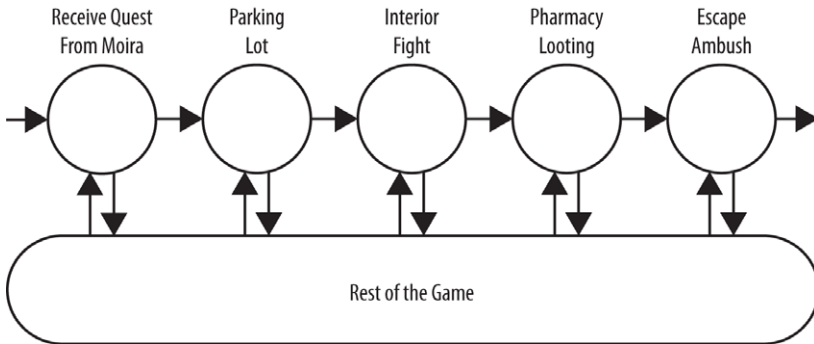 Receive Quest
From Moira
Parking
Lot
Interior
Fight
Pharmacy
Looting
Escape
Ambush
Rest of the Game